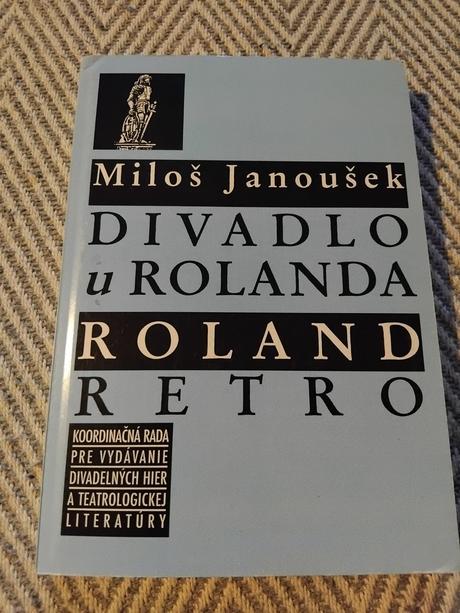 Miloš Janoušek
DIVADLO
u ROLANDA
ROLAND
RETRO
KOORDINAČNÁ RADA
PRE VYDÁVANIE
DIVADELNÝCH HIER
A TEATROLOGICKEJ
LITERATÚRY